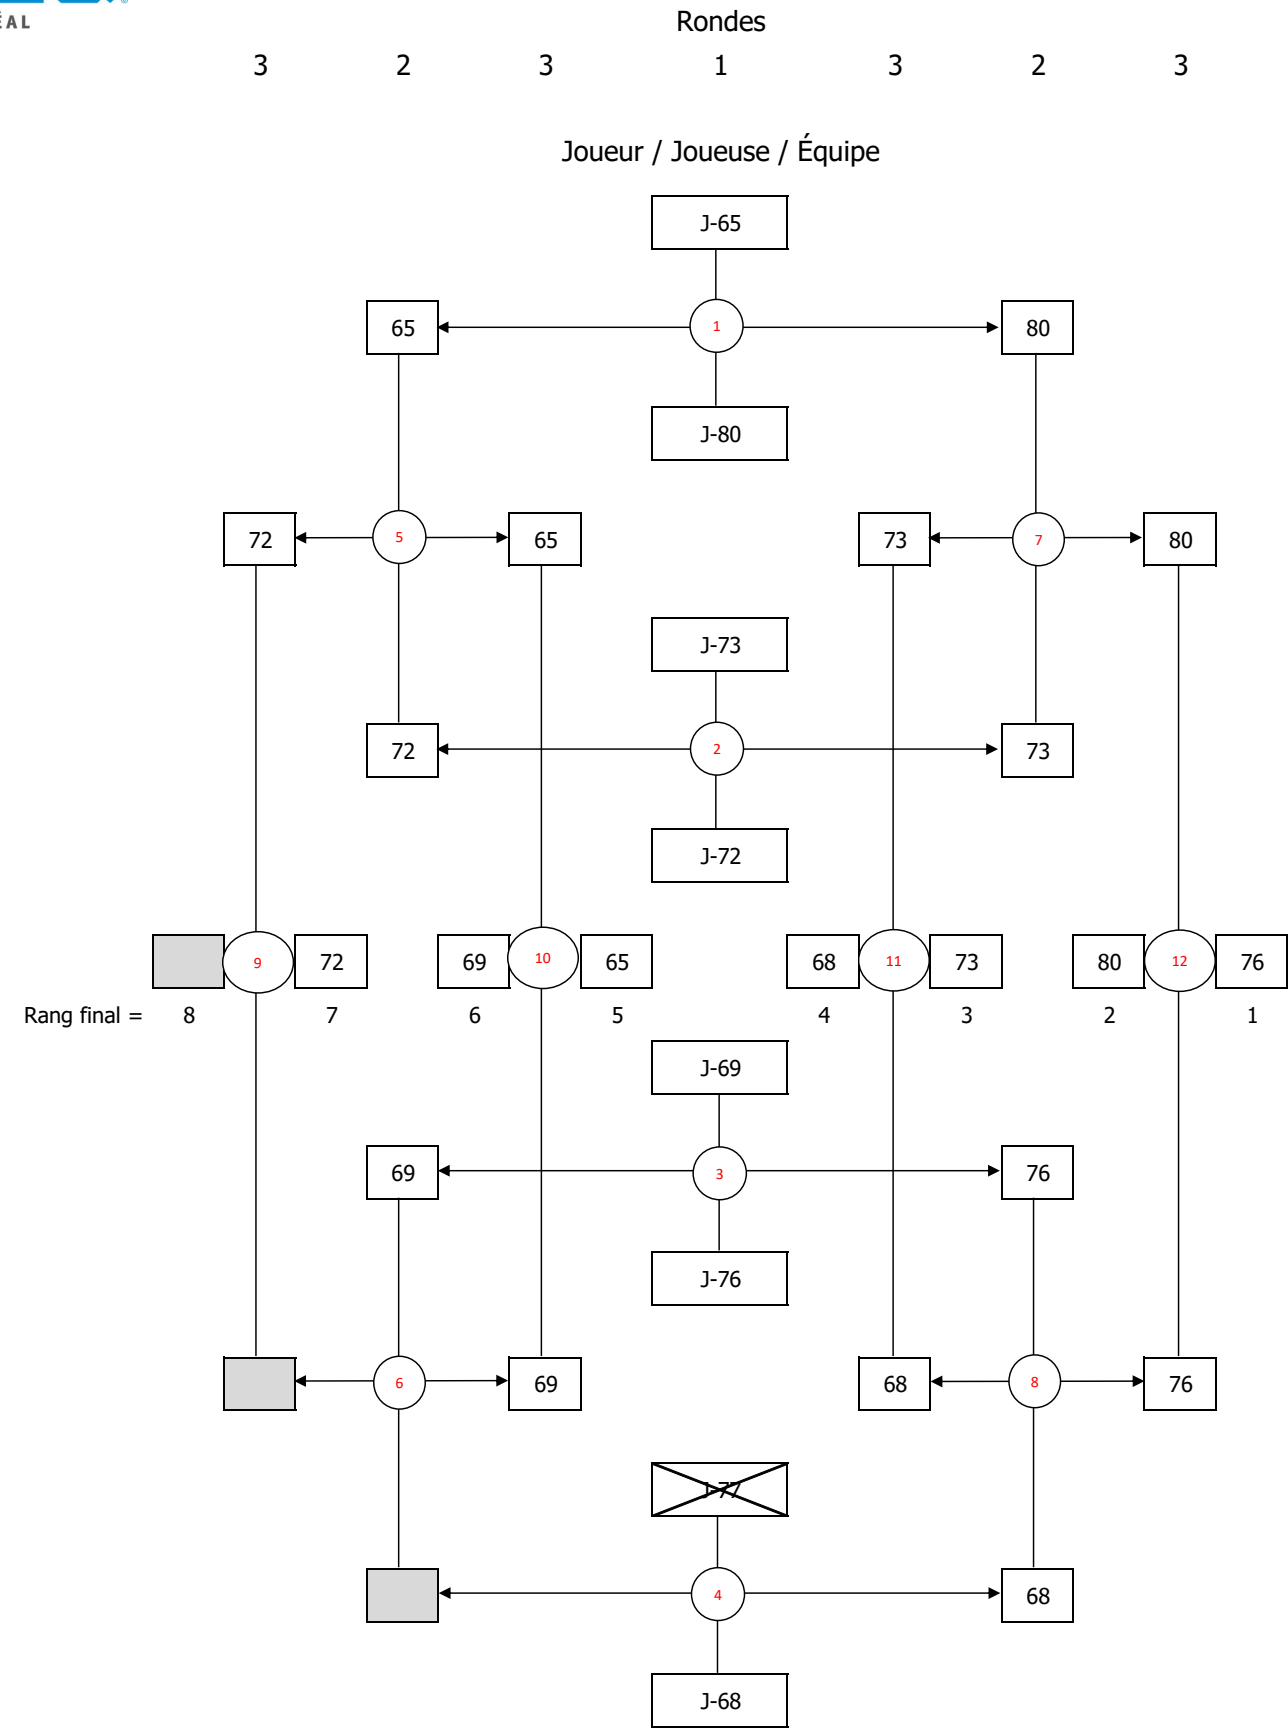 ÉAL
Rondes
3 2 3 1 3 2 3
Joueur / Joueuse / Équipe
J-65
65 1 80
J-80
72 5 65 73 7 80
J-73
72 2 73
J-72
9 72 69 10 65 68 11 73 80 12 76
Rang final = 8 7 6 5 4 3 2 1
J-69
69 3 76
J-76
6 69 68 8 76
J-77
4 68
J-68